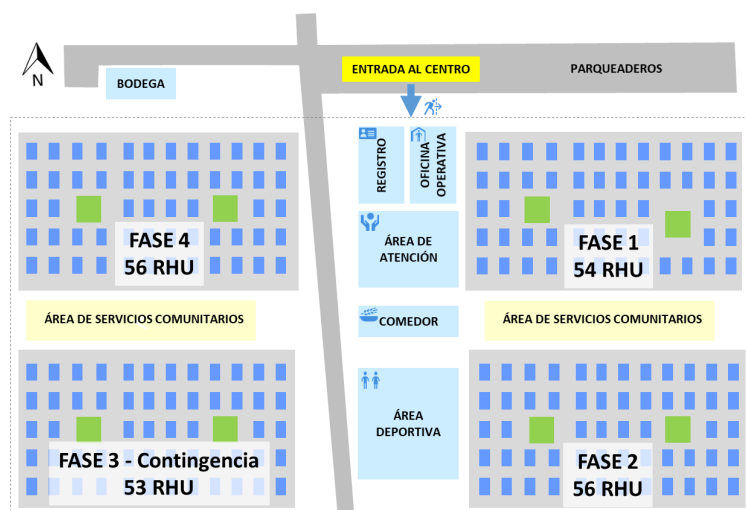 ENTRADA AL CENTRO
PARQUEADEROS
N
BODEGA
REGISTRO
OFICINA
OPERATIVA
FASE 4
56 RHU
ÁREA DE
ATENCIÓN
FASE 1
54 RHU
ÁREA DE SERVICIOS COMUNITARIOS
COMEDOR
ÁREA DE SERVICIOS COMUNITARIOS
FASE 3 - Contingencia
53 RHU
ÁREA
DEPORTIVA
FASE 2
56 RHU